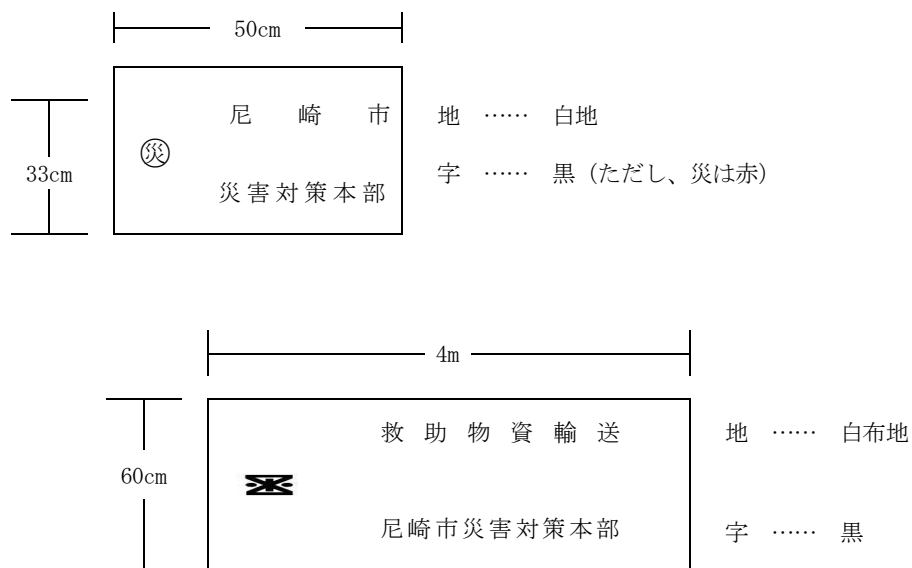 50cm
尼崎市
地 …… 白地
㊋災
33cm
字 …… 黒（ただし、災は赤）
災害対策本部
4m
救助物資輸送
地 …… 白布地
60cm
尼崎市災害対策本部
字 …… 黒